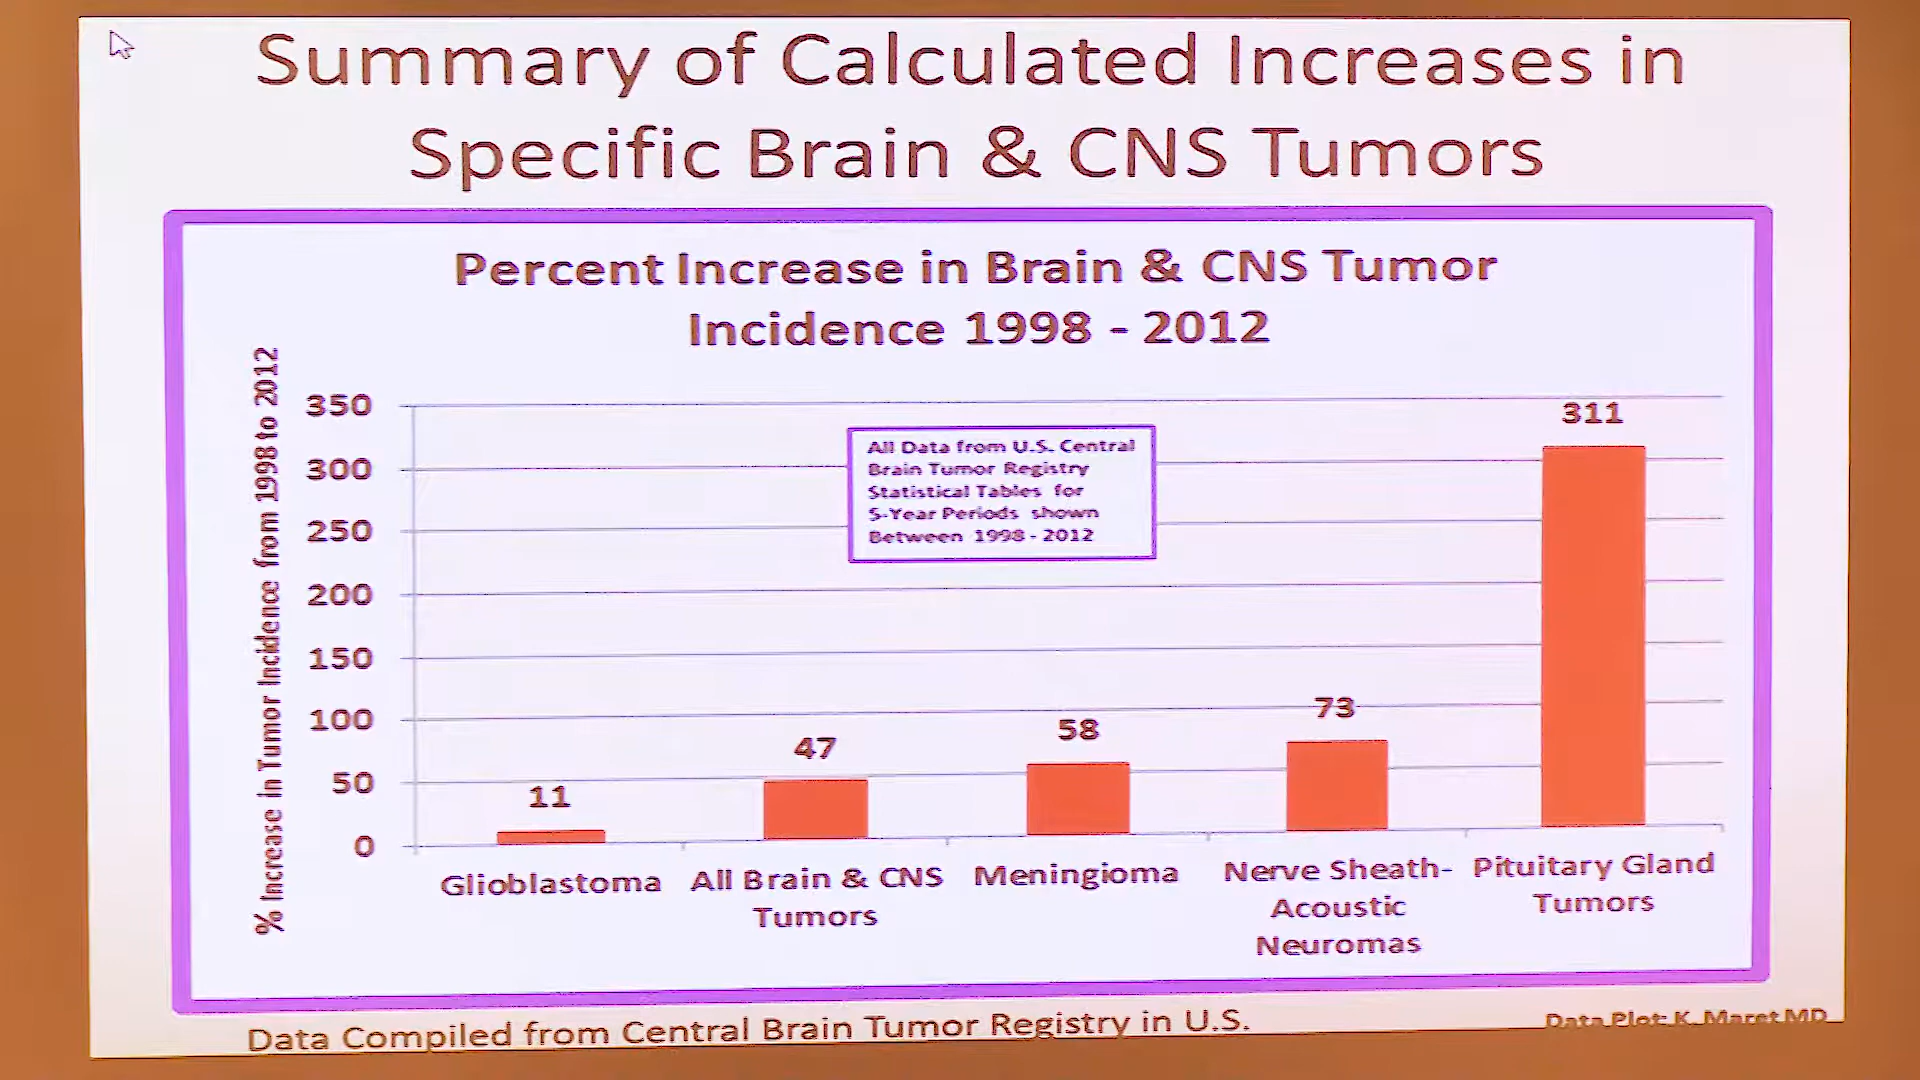 Summary of Calculated Increases in
Specific Brain & CNS Tumors
Percent Increase in Brain & CNS Tumor
Incidence 1998 - 2012
% Increase in Tumor Incidence from 1998 to 2012
350
300
250
200
150
100
50
0
All Data from U.S. Central
Brain Tumor Registry
Statistical Tables for
5-Year Periods shown
Between 1998 - 2012
11
47
58
73
311
Glioblastoma
All Brain & CNS
Tumors
Meningioma
Nerve Sheath-
Acoustic
Neuromas
Pituitary Gland
Tumors
Data Compiled from Central Brain Tumor Registry in U.S.
Data Plot: K. Maret MD